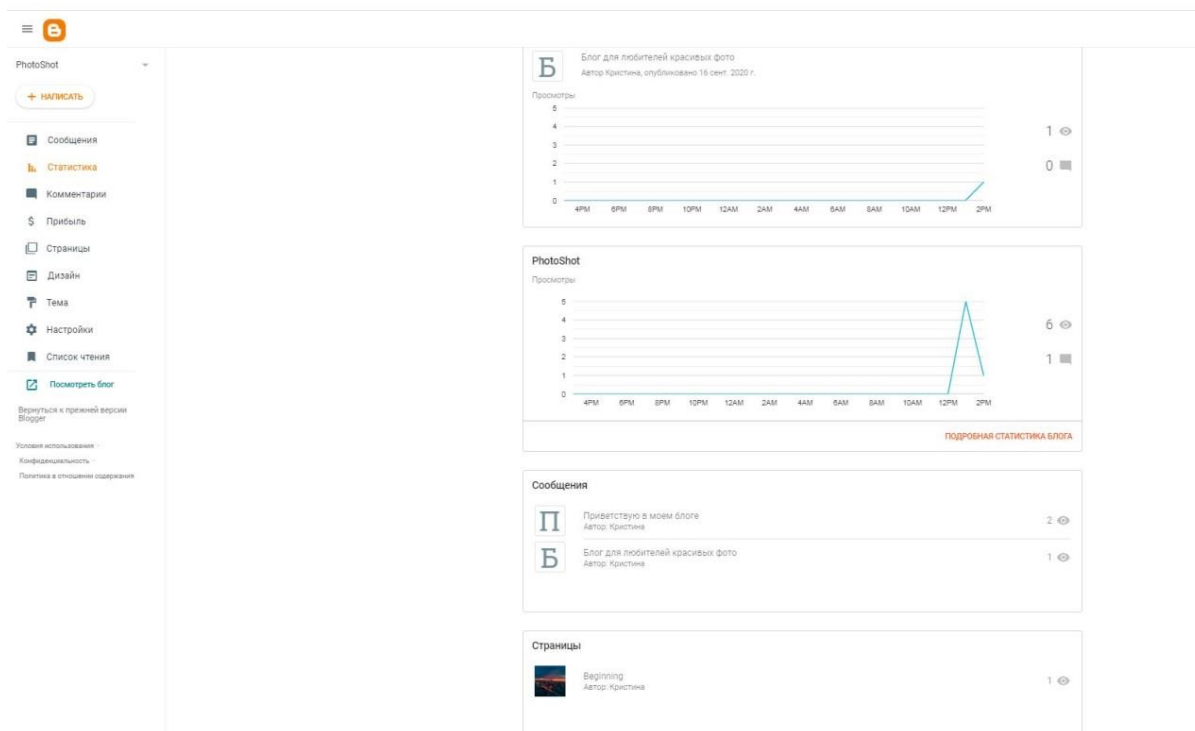 PhotoShot
НАПИСАТЬ
Сообщения
Статистика
Комментарии
Прибыль
Страницы
Дизайн
Тема
Настройки
Список чтения
Посмотреть блог
Вернуться к прежней версии
Blogger
Условия использования
Конфиденциальность
Политика в отношении содержания
Б
Блог для любителей красивых фото
Автор Кристина, опубликовано 16 сент. 2020 г.
Просмотры
5
4
3
2
1
0
4PM 6PM 8PM 10PM 12AM 2AM 4AM 6AM 8AM 10AM 12PM 2PM
1
0
PhotoShot
Просмотры
5
4
3
2
1
0
4PM 6PM 8PM 10PM 12AM 2AM 4AM 6AM 8AM 10AM 12PM 2PM
6
1
ПОДРОБНАЯ СТАТИСТИКА БЛОГА
Сообщения
П
Приветствую в моем блоге
Автор: Кристина
2
Б
Блог для любителей красивых фото
Автор: Кристина
1
Страницы
Beginning
Автор: Кристина
1